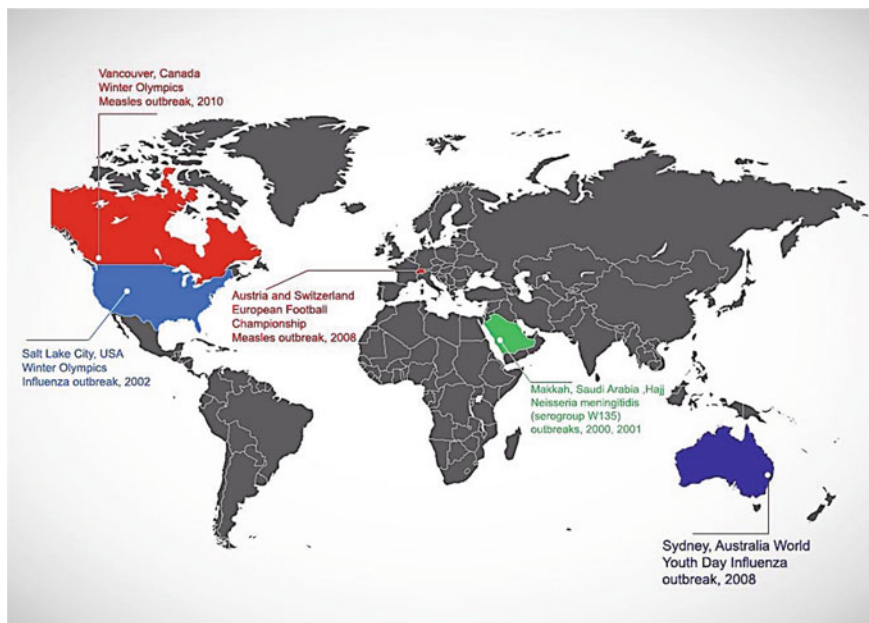 Vancouver, Canada
Winter Olympics
Measles outbreak, 2010
Austria and Switzerland
European Football
Championship
Measles outbreak, 2008
Salt Lake City, USA
Winter Olympics
Influenza outbreak, 2002
Makkah, Saudi Arabia ,Hajj
Neisseria meningitidis
(serogroup W135)
outbreaks, 2000, 2001
Sydney, Australia World
Youth Day Influenza
outbreak, 2008